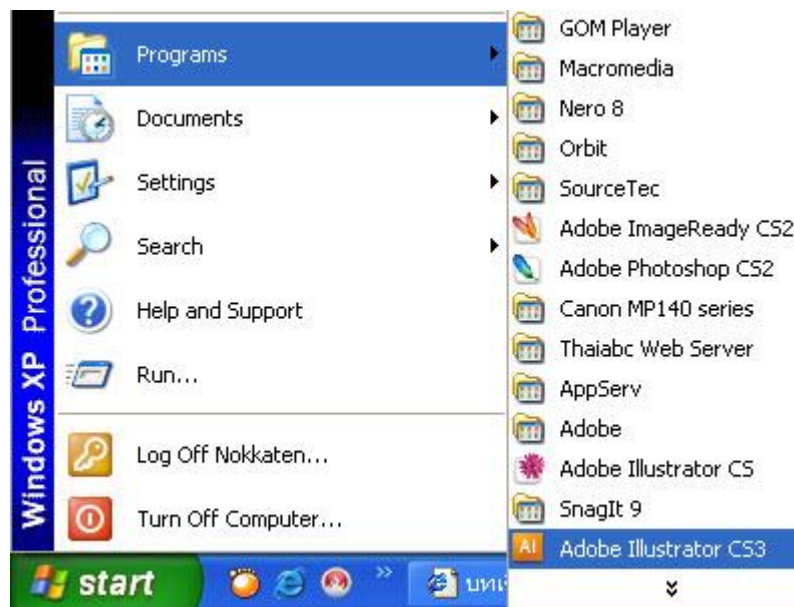 Windows XP Professional
Programs
Documents
Settings
Search
Help and Support
Run...
Log Off Nokkaten...
Turn Off Computer...
GOM Player
Macromedia
Nero 8
Orbit
SourceTec
Adobe ImageReady CS2
Adobe Photoshop CS2
Canon MP140 series
Thaiabc Web Server
AppServ
Adobe
Adobe Illustrator CS
SnagIt 9
Ai Adobe Illustrator CS3
start